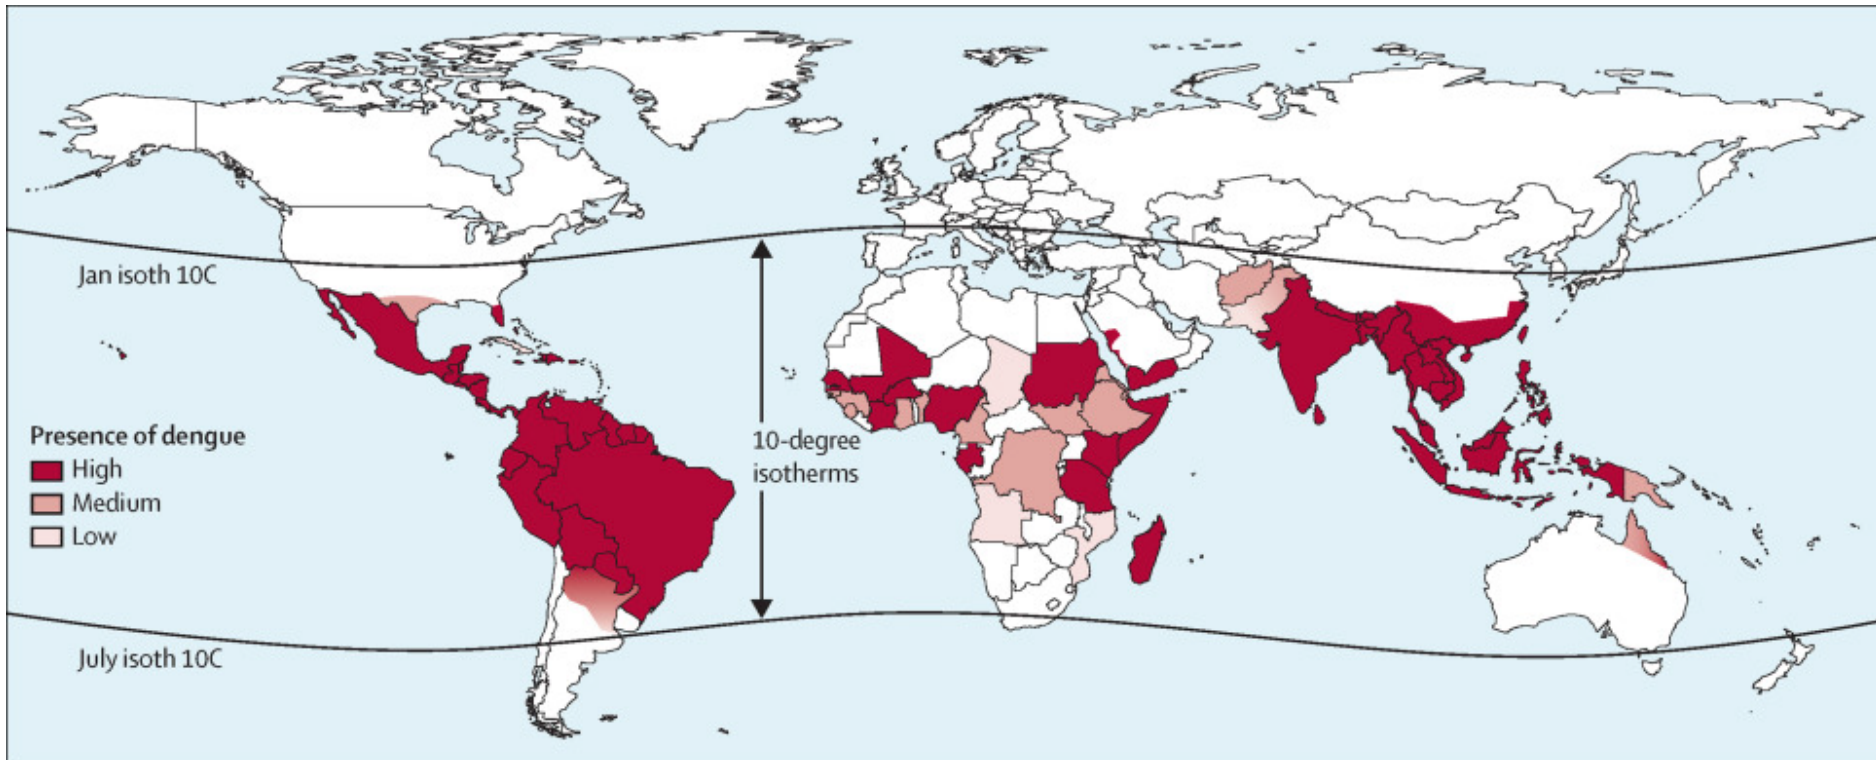 Jan isoth 10C
10-degree
isotherms
Presence of dengue
High
Medium
Low
July isoth 10C